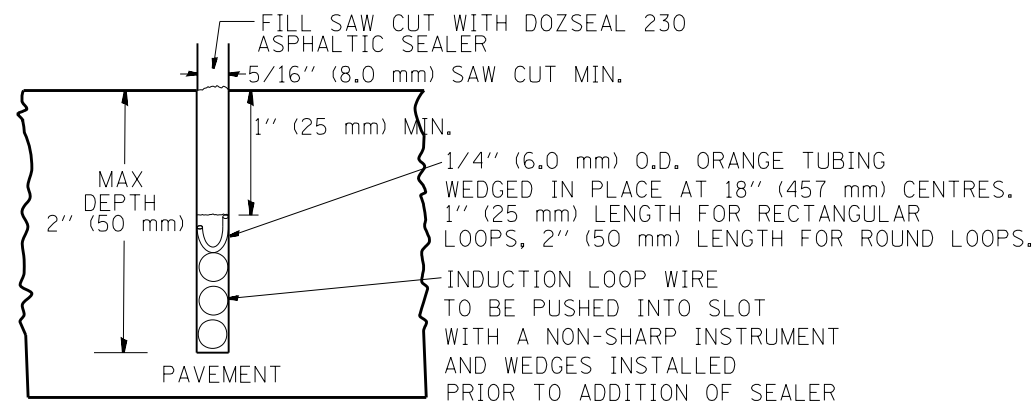 FILL SAW CUT WITH DOZSEAL 230
ASPHALTIC SEALER
5/16'' (8.0 mm) SAW CUT MIN.
1'' (25 mm) MIN.
MAX
DEPTH
2'' (50 mm)
1/4'' (6.0 mm) O.D. ORANGE TUBING
WEDGED IN PLACE AT 18'' (457 mm) CENTRES.
1'' (25 mm) LENGTH FOR RECTANGULAR
LOOPS, 2'' (50 mm) LENGTH FOR ROUND LOOPS.
INDUCTION LOOP WIRE
TO BE PUSHED INTO SLOT
WITH A NON-SHARP INSTRUMENT
AND WEDGES INSTALLED
PRIOR TO ADDITION OF SEALER
PAVEMENT